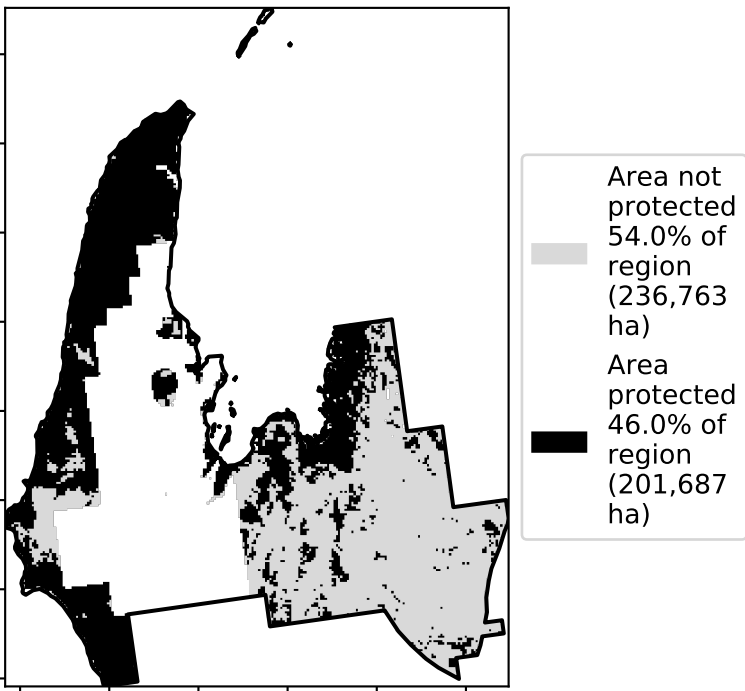 Area not
protected
54.0% of
region
(236,763
ha)
Area
protected
46.0% of
region
(201,687
ha)